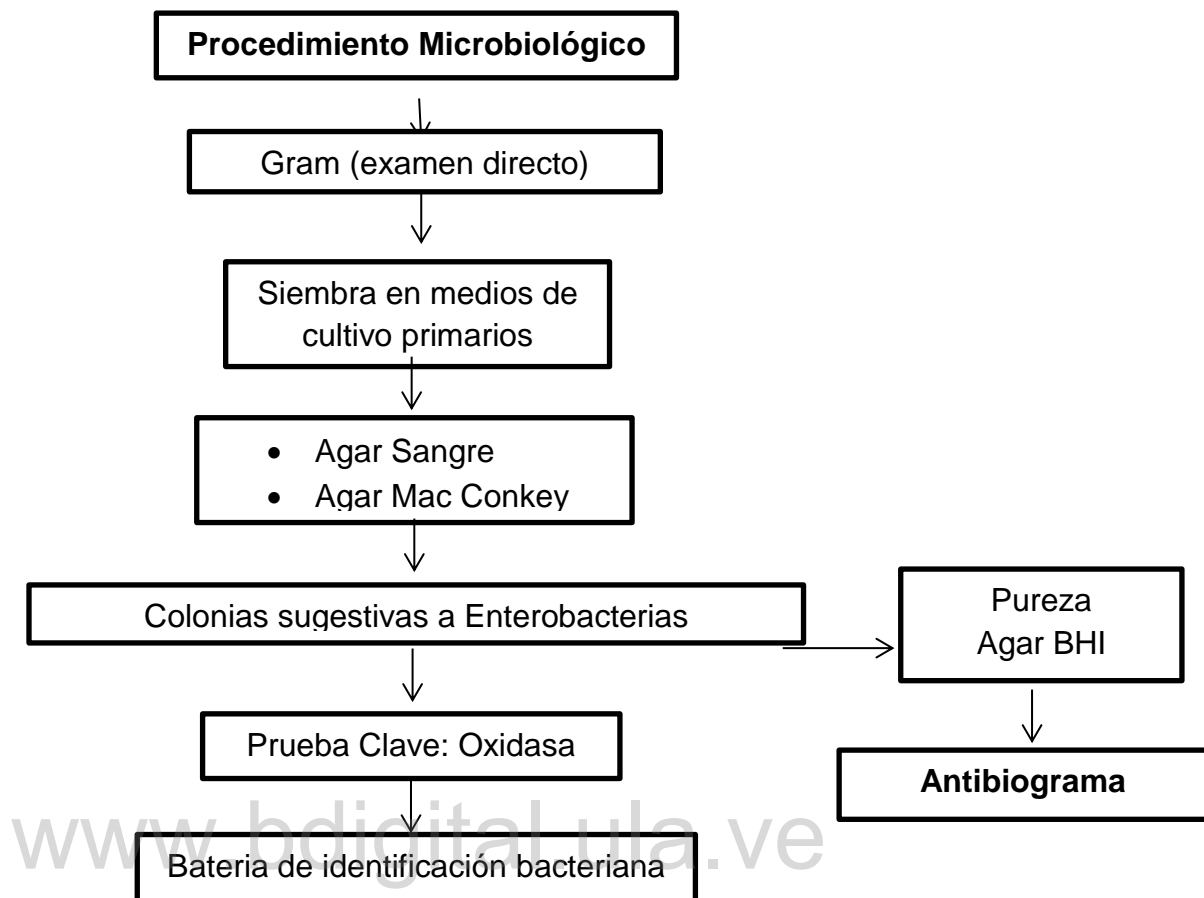 Procedimiento Microbiológico
Gram (examen directo)
Siembra en medios de
cultivo primarios
• Agar Sangre
• Agar Mac Conkey
Colonias sugestivas a Enterobacterias
Pureza
Agar BHI
Prueba Clave: Oxidasa
Antibiograma
www.bdigital.ula.ve
Bateria de identificación bacteriana